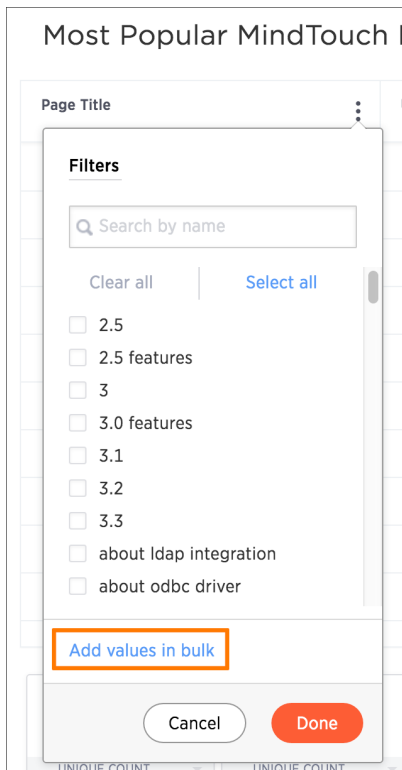 Most Popular MindTouch
Page Title
Filters
Search by name
Clear all
Select all
2.5
2.5 features
3
3.0 features
3.1
3.2
3.3
about ldap integration
about odbc driver
Add values in bulk
Cancel
Done
UNIQUE COUNT
UNIQUE COUNT